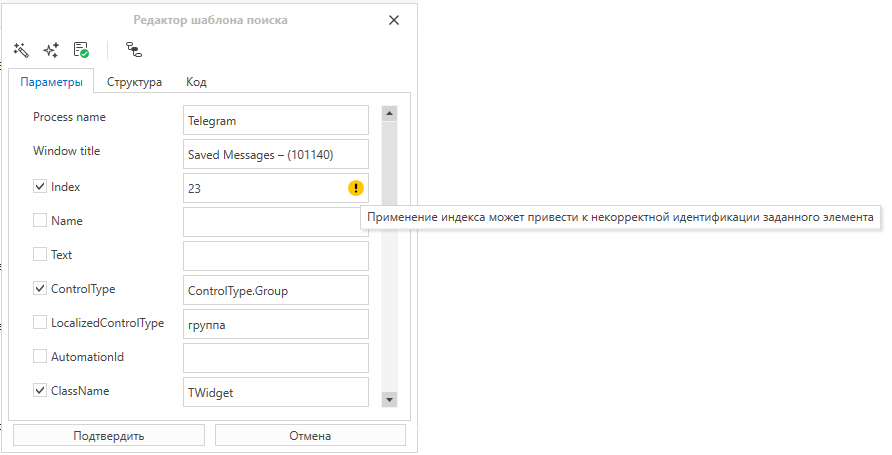 Редактор шаблона поиска
Параметры Структура Код
Process name Telegram
Window title Saved Messages – (101140)
Index 23
Применение индекса может привести к некорректной идентификации заданного элемента
Name
Text
ControlType ControlType.Group
LocalizedControlType группа
AutomationId
ClassName TWidget
Подтвердить Отмена